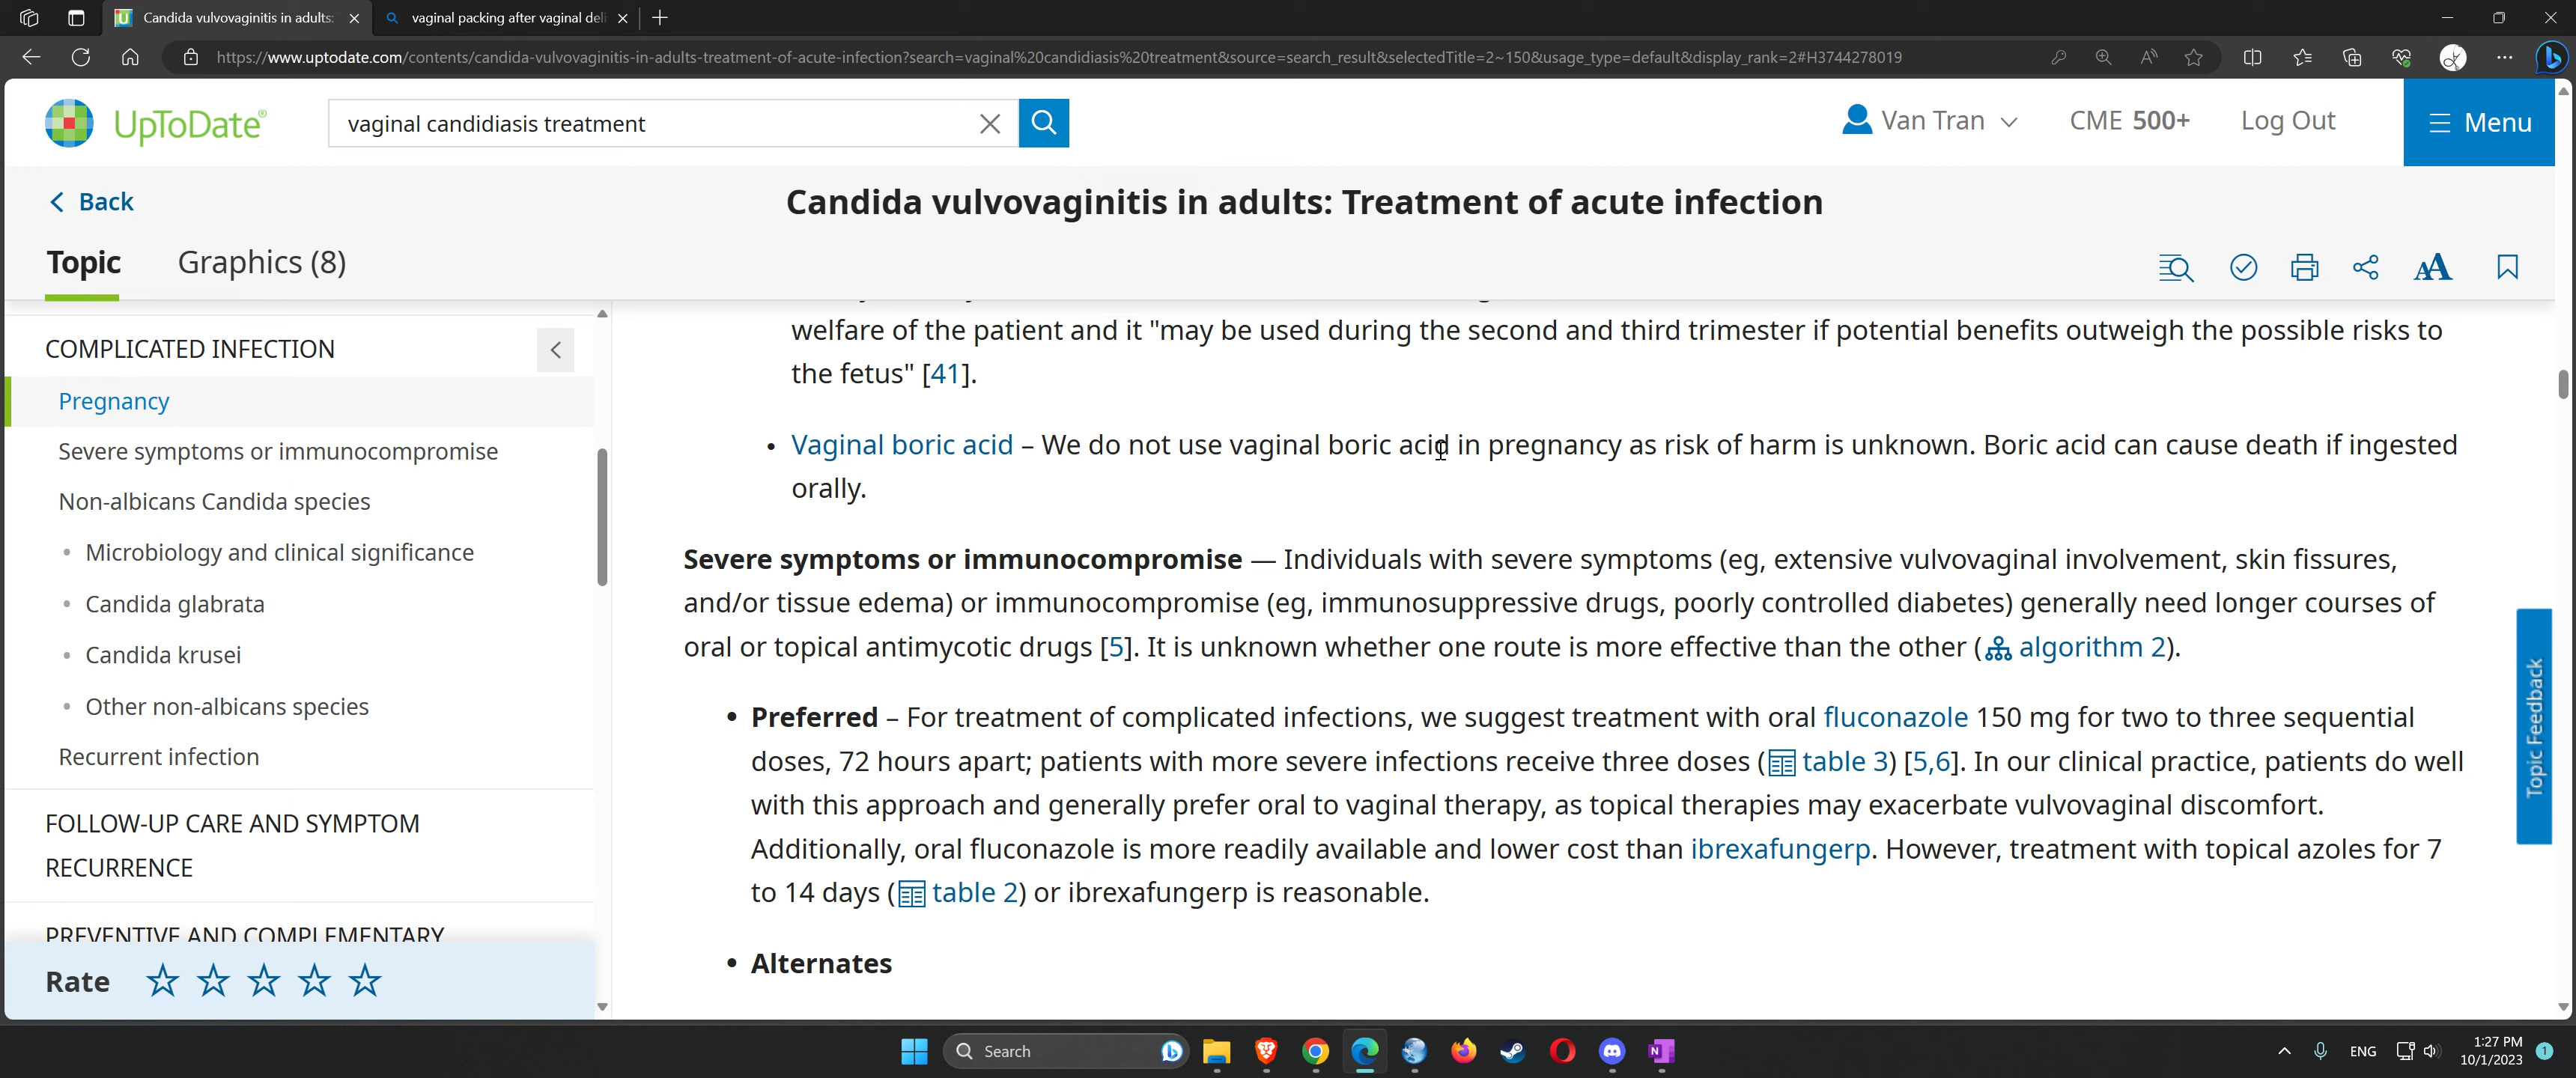 Candida vulvovaginitis in adults:
vaginal packing after vaginal deli
https://www.uptodate.com/contents/candida-vulvovaginitis-in-adults-treatment-of-acute-infection?search=vaginal%20candidiasis%20treatment&source=search_result&selectedTitle=2~150&usage_type=default&display_rank=2#H3744278019
UpToDate®
vaginal candidiasis treatment
Van Tran
CME 500+
Log Out
Menu
Back
Candida vulvovaginitis in adults: Treatment of acute infection
Topic
Graphics (8)
COMPLICATED INFECTION
Pregnancy
Severe symptoms or immunocompromise
Non-albicans Candida species
• Microbiology and clinical significance
• Candida glabrata
• Candida krusei
• Other non-albicans species
Recurrent infection
FOLLOW-UP CARE AND SYMPTOM
RECURRENCE
PREVENTIVE AND COMPLEMENTARY
Rate
welfare of the patient and it "may be used during the second and third trimester if potential benefits outweigh the possible risks to
the fetus" [41].
• Vaginal boric acid – We do not use vaginal boric acid in pregnancy as risk of harm is unknown. Boric acid can cause death if ingested
orally.
Severe symptoms or immunocompromise — Individuals with severe symptoms (eg, extensive vulvovaginal involvement, skin fissures,
and/or tissue edema) or immunocompromise (eg, immunosuppressive drugs, poorly controlled diabetes) generally need longer courses of
oral or topical antimycotic drugs [5]. It is unknown whether one route is more effective than the other (algorithm 2).
• Preferred – For treatment of complicated infections, we suggest treatment with oral fluconazole 150 mg for two to three sequential
doses, 72 hours apart; patients with more severe infections receive three doses (table 3) [5,6]. In our clinical practice, patients do well
with this approach and generally prefer oral to vaginal therapy, as topical therapies may exacerbate vulvovaginal discomfort.
Additionally, oral fluconazole is more readily available and lower cost than ibrexafungerp. However, treatment with topical azoles for 7
to 14 days (table 2) or ibrexafungerp is reasonable.
• Alternates
Topic Feedback
Search
ENG
1:27 PM
10/1/2023
1